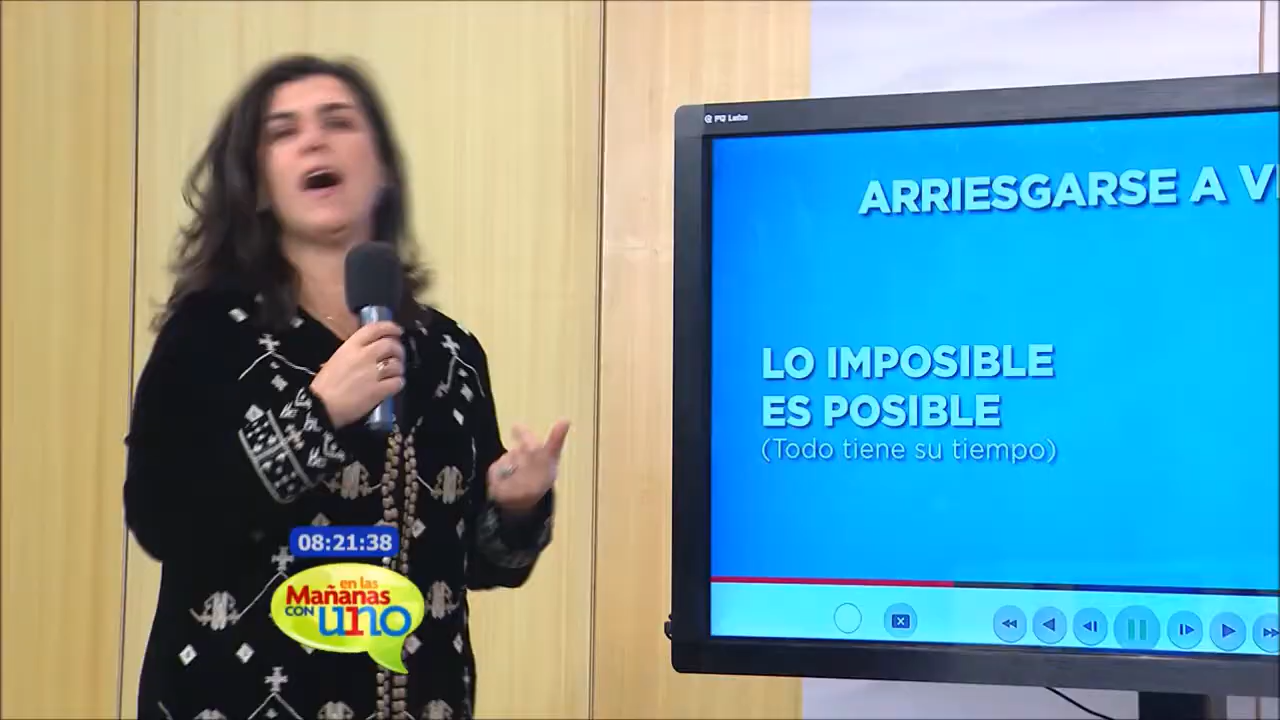 ARRIESGARSE A V
LO IMPOSIBLE
ES POSIBLE
(Todo tiene su tiempo)
08:21:38
en las
Mañanas
CON uno